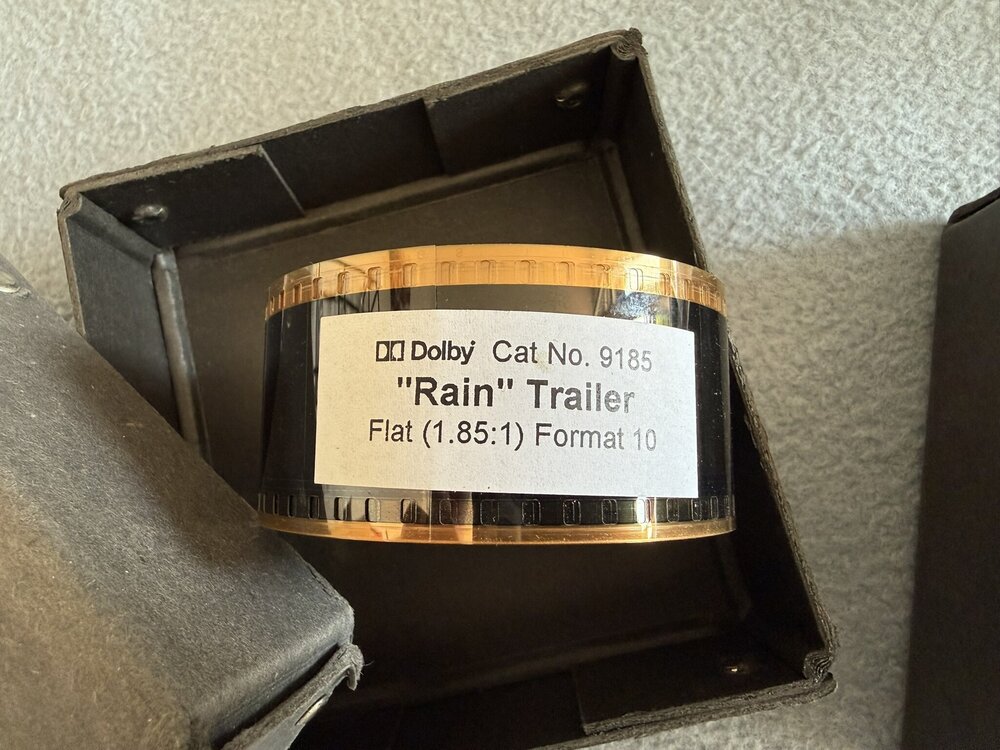 Dolby Cat No. 9185
"Rain" Trailer
Flat (1.85:1) Format 10